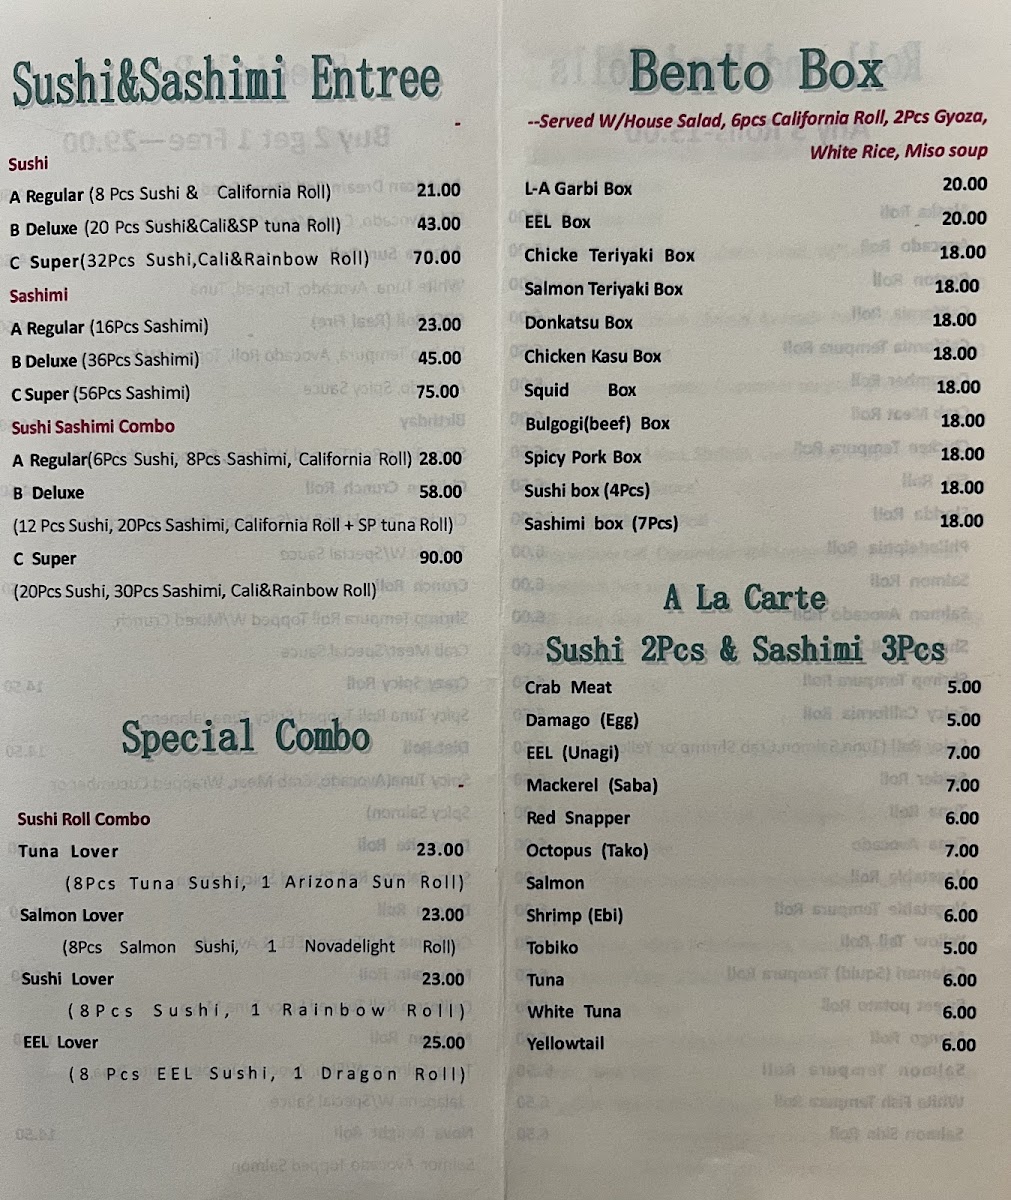 Sushi&Sashimi Entree
-
Sushi
A Regular (8 Pcs Sushi & California Roll) 21.00
B Deluxe (20 Pcs Sushi&Cali&SP tuna Roll) 43.00
C Super(32Pcs Sushi,Cali&Rainbow Roll) 70.00
Sashimi
A Regular (16Pcs Sashimi) 23.00
B Deluxe (36Pcs Sashimi) 45.00
C Super (56Pcs Sashimi) 75.00
Sushi Sashimi Combo
A Regular(6Pcs Sushi, 8Pcs Sashimi, California Roll) 28.00
B Deluxe 58.00
(12 Pcs Sushi, 20Pcs Sashimi, California Roll + SP tuna Roll)
C Super 90.00
(20Pcs Sushi, 30Pcs Sashimi, Cali&Rainbow Roll)
Special Combo
-
Sushi Roll Combo
Tuna Lover 23.00
(8Pcs Tuna Sushi, 1 Arizona Sun Roll)
Salmon Lover 23.00
(8Pcs Salmon Sushi, 1 Novadelight Roll)
Sushi Lover 23.00
(8Pcs Sushi, 1 Rainbow Roll)
EEL Lover 25.00
(8 Pcs EEL Sushi, 1 Dragon Roll)
Bento Box
--Served W/House Salad, 6pcs California Roll, 2Pcs Gyoza,
White Rice, Miso soup
L-A Garbi Box 20.00
EEL Box 20.00
Chicke Teriyaki Box 18.00
Salmon Teriyaki Box 18.00
Donkatsu Box 18.00
Chicken Kasu Box 18.00
Squid Box 18.00
Bulgogi(beef) Box 18.00
Spicy Pork Box 18.00
Sushi box (4Pcs) 18.00
Sashimi box (7Pcs) 18.00
A La Carte
Sushi 2Pcs & Sashimi 3Pcs
Crab Meat 5.00
Damago (Egg) 5.00
EEL (Unagi) 7.00
Mackerel (Saba) 7.00
Red Snapper 6.00
Octopus (Tako) 7.00
Salmon 6.00
Shrimp (Ebi) 6.00
Tobiko 5.00
Tuna 6.00
White Tuna 6.00
Yellowtail 6.00